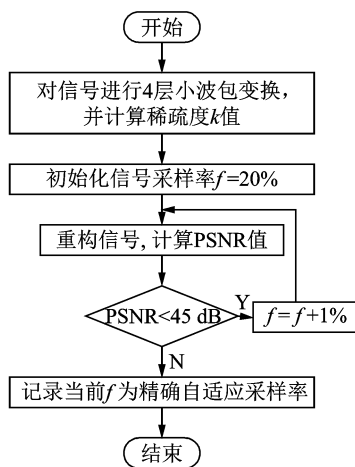 开始
对信号进行4层小波包变换，
并计算稀疏度k值
初始化信号采样率f=20%
重构信号, 计算PSNR值
PSNR<45 dB
Y
f=f+1%
N
记录当前f为精确自适应采样率
结束